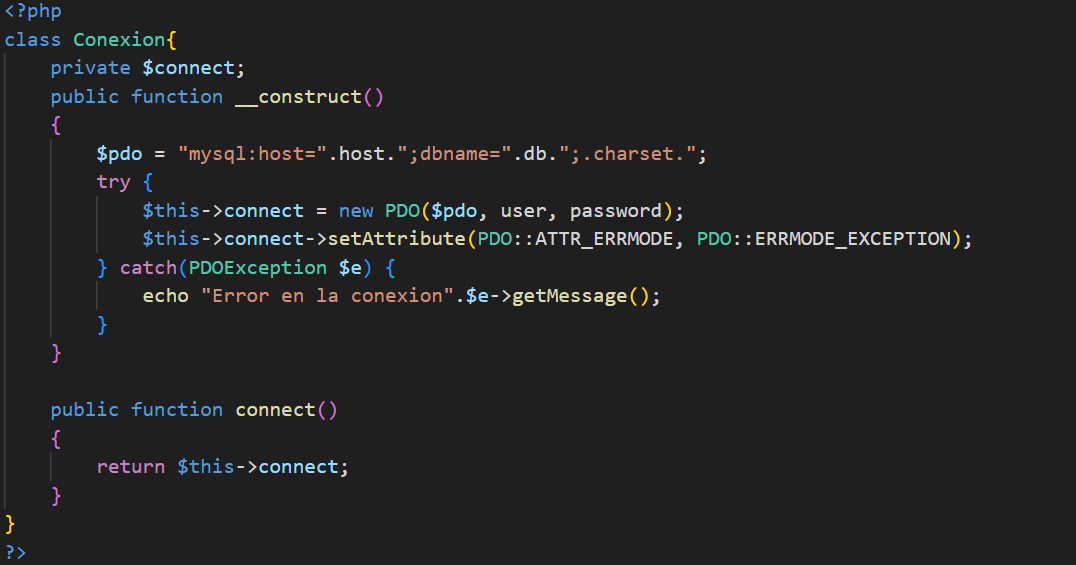 <?php
class Conexion{
    private $connect;
    public function __construct()
    {
        $pdo = "mysql:host=".host.";dbname=".db.";.charset.";
        try {
            $this->connect = new PDO($pdo, user, password);
            $this->connect->setAttribute(PDO::ATTR_ERRMODE, PDO::ERRMODE_EXCEPTION);
        } catch(PDOException $e) {
            echo "Error en la conexion".$e->getMessage();
        }
    }

    public function connect()
    {
        return $this->connect;
    }
}
?>